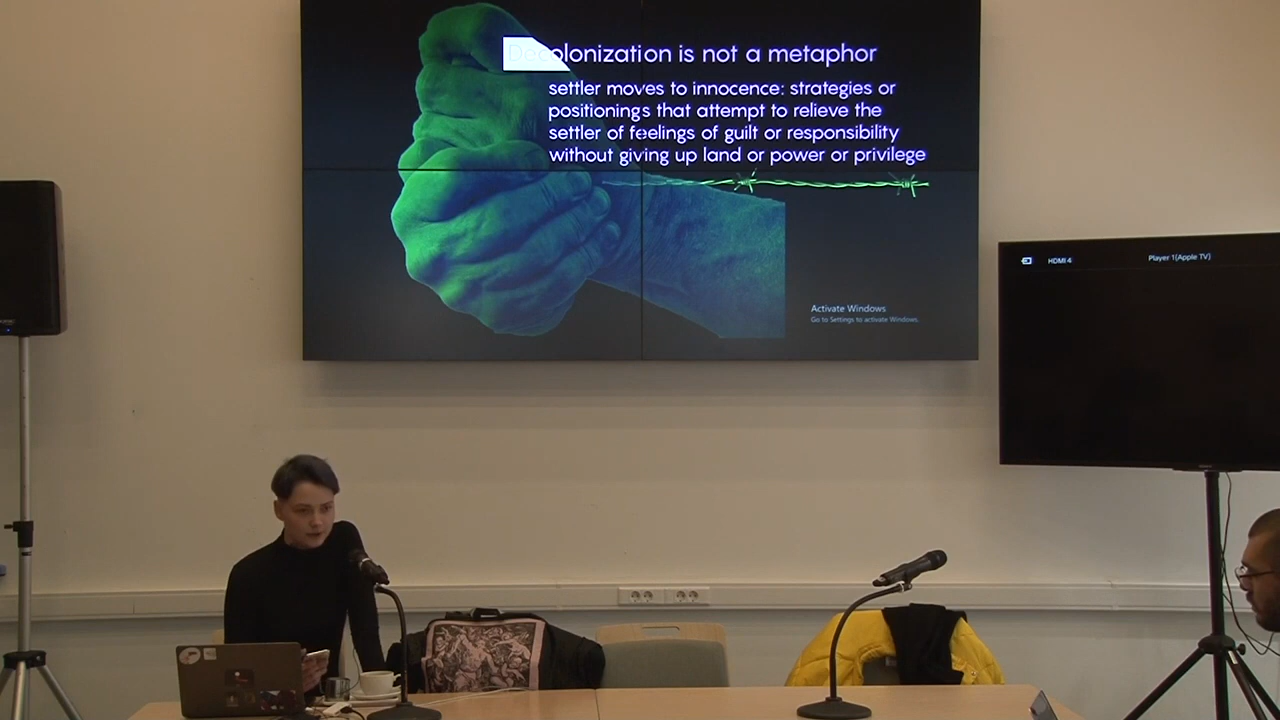 Decolonization is not a metaphor
settler moves to innocence: strategies or
positionings that attempt to relieve the
settler of feelings of guilt or responsibility
without giving up land or power or privilege
Activate Windows
Go to Settings to activate Windows.
HDMI 4
Player 1(Apple TV)